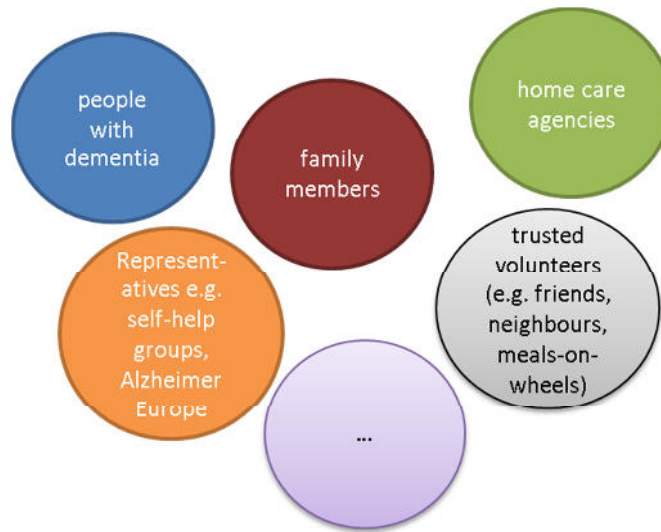 people
with
dementia
family
members
home care
agencies
Represent-
atives e.g.
self-help
groups,
Alzheimer
Europe
trusted
volunteers
(e.g. friends,
neighbours,
meals-on-
wheels)
...